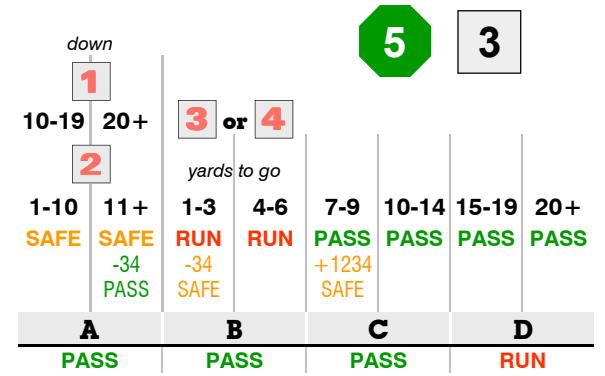 5 3
down
1
10-19 20+ 3 or 4
2 yards to go
1-10 11+ 1-3 4-6 7-9 10-14 15-19 20+
SAFE SAFE RUN RUN PASS PASS PASS PASS
-34 -34 +1234
PASS SAFE SAFE
A B C D
PASS PASS PASS RUN